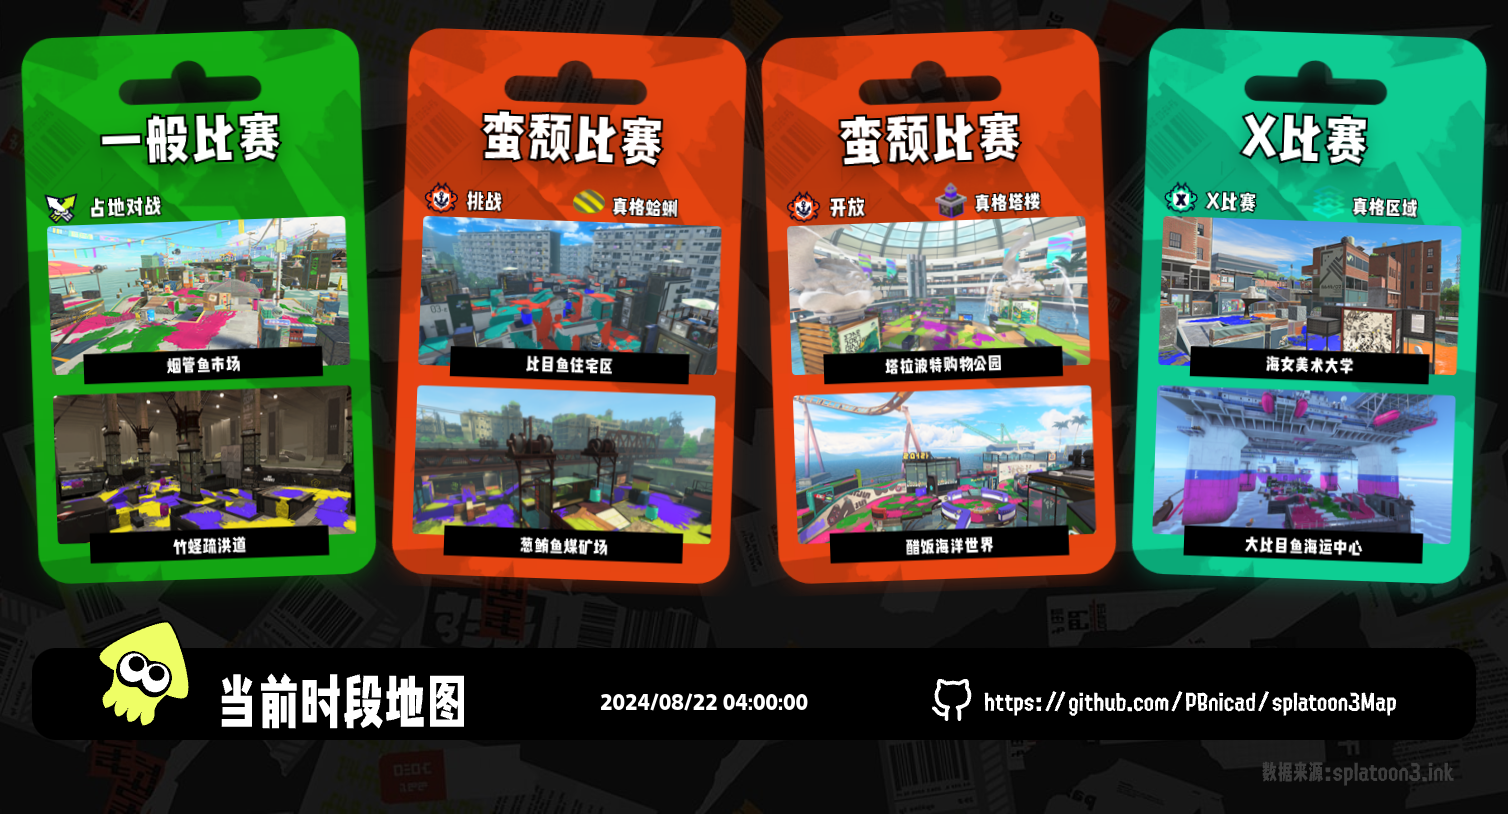 一般比赛
占地对战
烟管鱼市场
竹蛏疏洪道
蛮颓比赛
挑战
真格蛤蜊
比目鱼住宅区
葱鲔鱼煤矿场
蛮颓比赛
开放
真格塔楼
塔拉波特购物公园
醋饭海洋世界
X比赛
X比赛
真格区域
海女美术大学
大比目鱼海运中心
当前时段地图
2024/08/22 04:00:00
https://github.com/PBnicad/splatoon3Map
数据来源:splatoon3.ink